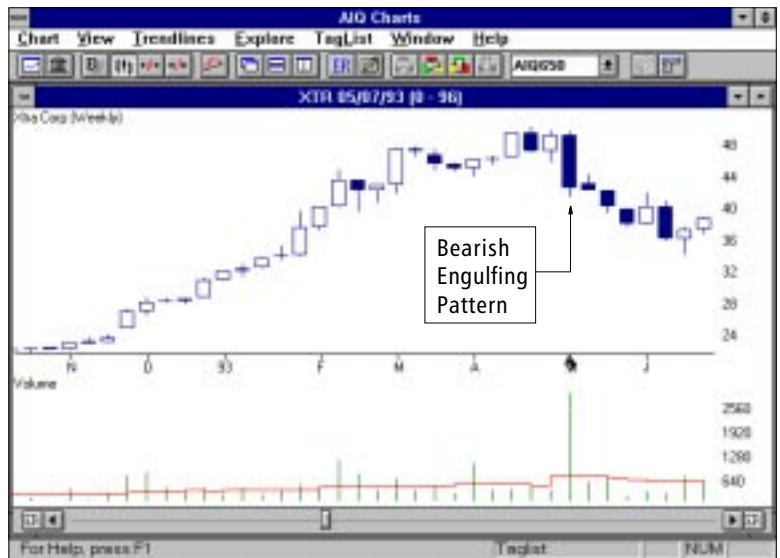 AIQ Charts
Chart View Trendlines Explore TagList Window Help
AIQ650
XTR 05/07/93 (0 - 96)
Xtra Corp (Weekly)
48
44
40
36
32
28
24
Bearish
Engulfing
Pattern
N D 93 F M A J
Volume
2560
1920
1280
640
For Help, press F1 Taglist: NUM